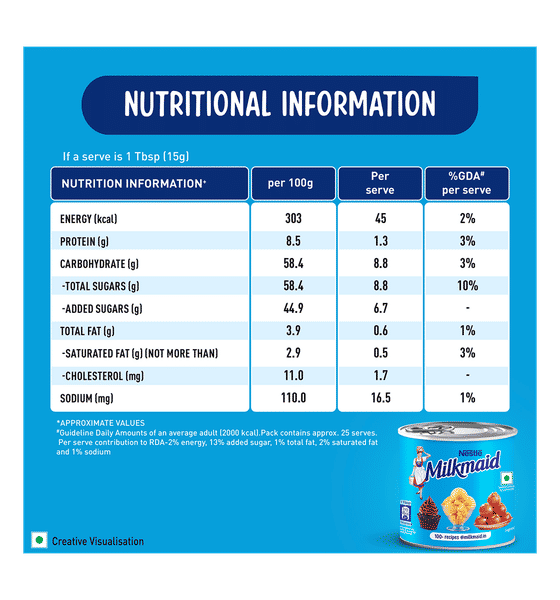 NUTRITIONAL INFORMATION
If a serve is 1 Tbsp (15g)
NUTRITION INFORMATION* per 100g Per serve %GDA# per serve
ENERGY (kcal) 303 45 2%
PROTEIN (g) 8.5 1.3 3%
CARBOHYDRATE (g) 58.4 8.8 3%
-TOTAL SUGARS (g) 58.4 8.8 10%
-ADDED SUGARS (g) 44.9 6.7 -
TOTAL FAT (g) 3.9 0.6 1%
-SATURATED FAT (g) (NOT MORE THAN) 2.9 0.5 3%
-CHOLESTEROL (mg) 11.0 1.7 -
SODIUM (mg) 110.0 16.5 1%
*APPROXIMATE VALUES
#Guideline Daily Amounts of an average adult (2000 kcal).Pack contains approx. 25 serves.
Per serve contribution to RDA-2% energy, 13% added sugar, 1% total fat, 2% saturated fat
and 1% sodium
Nestlé
Milkmaid
100+ recipes @milkmaid.in
Creative Visualisation